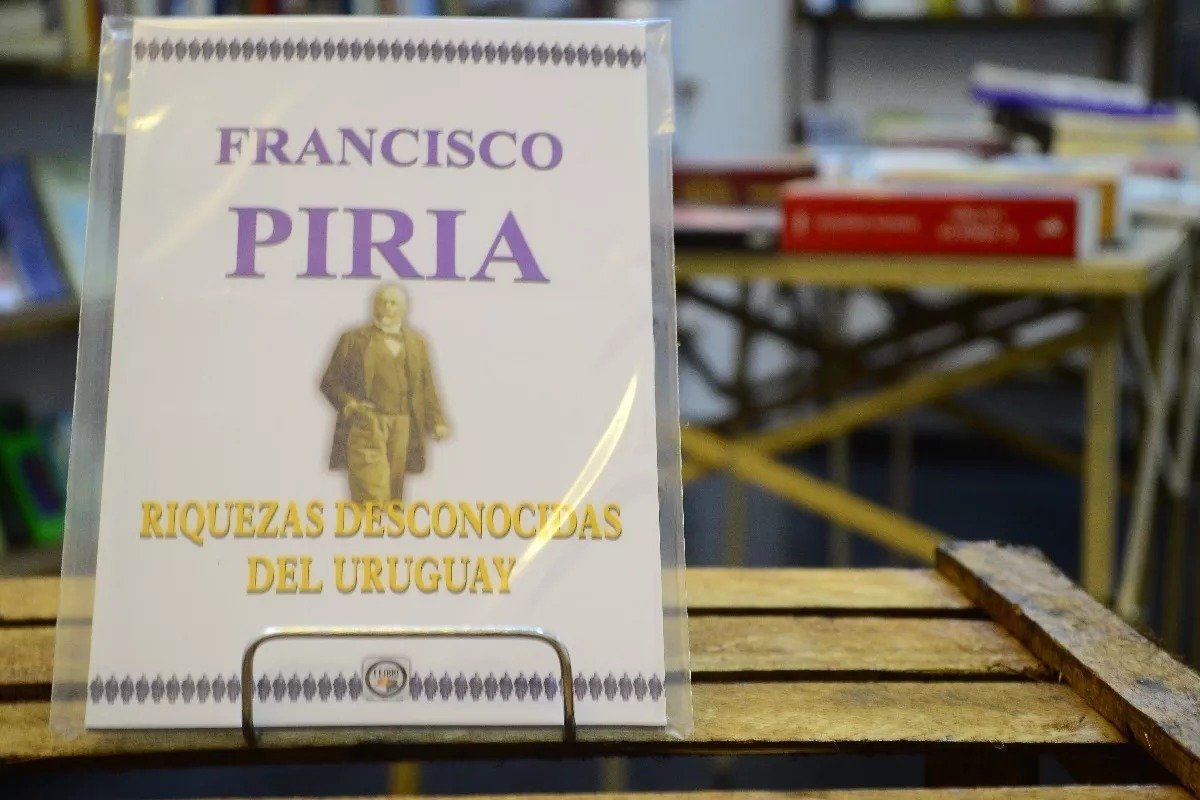 FRANCISCO
PIRIA
RIQUEZAS DESCONOCIDAS
DEL URUGUAY